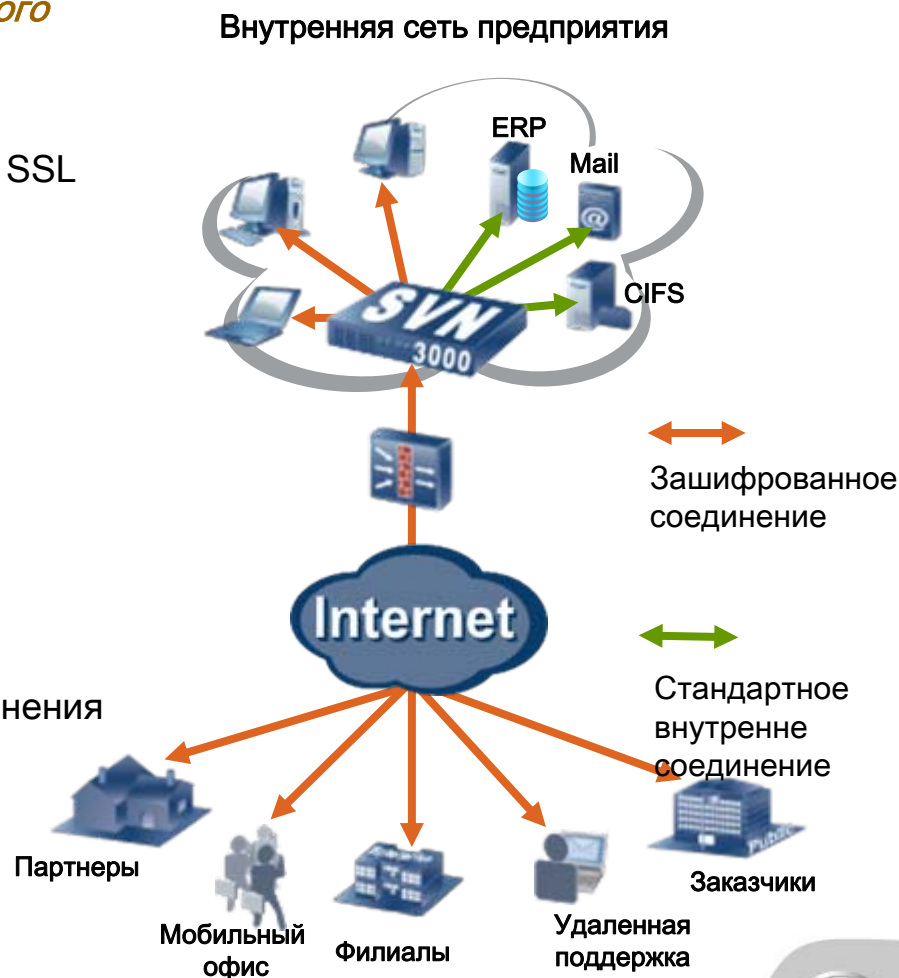 ого
Внутренняя сеть предприятия
SSL
ERP
Mail
@
CIFS
SVN
3000
Зашифрованное
соединение
Internet
нения
Стандартное
внутренне
соединение
Партнеры
Мобильный
офис
Филиалы
Удаленная
поддержка
Public
Заказчики